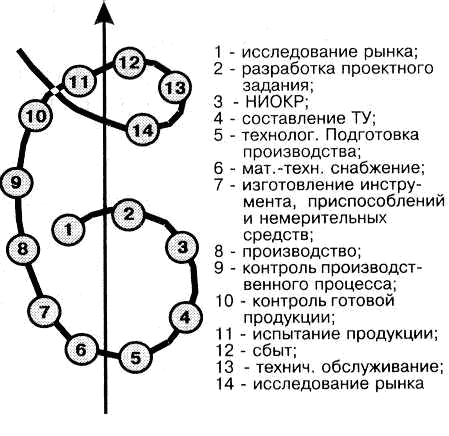 1 - исследование рынка;
2 - разработка проектного
задания;
3 - НИОКР;
4 - составление ТУ;
5 - технолог. Подготовка
производства;
6 - мат.-техн. снабжение;
7 - изготовление инстру-
мента, приспособлений
и немерительных
средств;
8 - производство;
9 - контроль производст-
венного процесса;
10 - контроль готовой
продукции;
11 - испытание продукции;
12 - сбыт;
13 - технич. обслуживание;
14 - исследование рынка
12
11
13
10
14
9
2
1
3
8
7
4
6
5